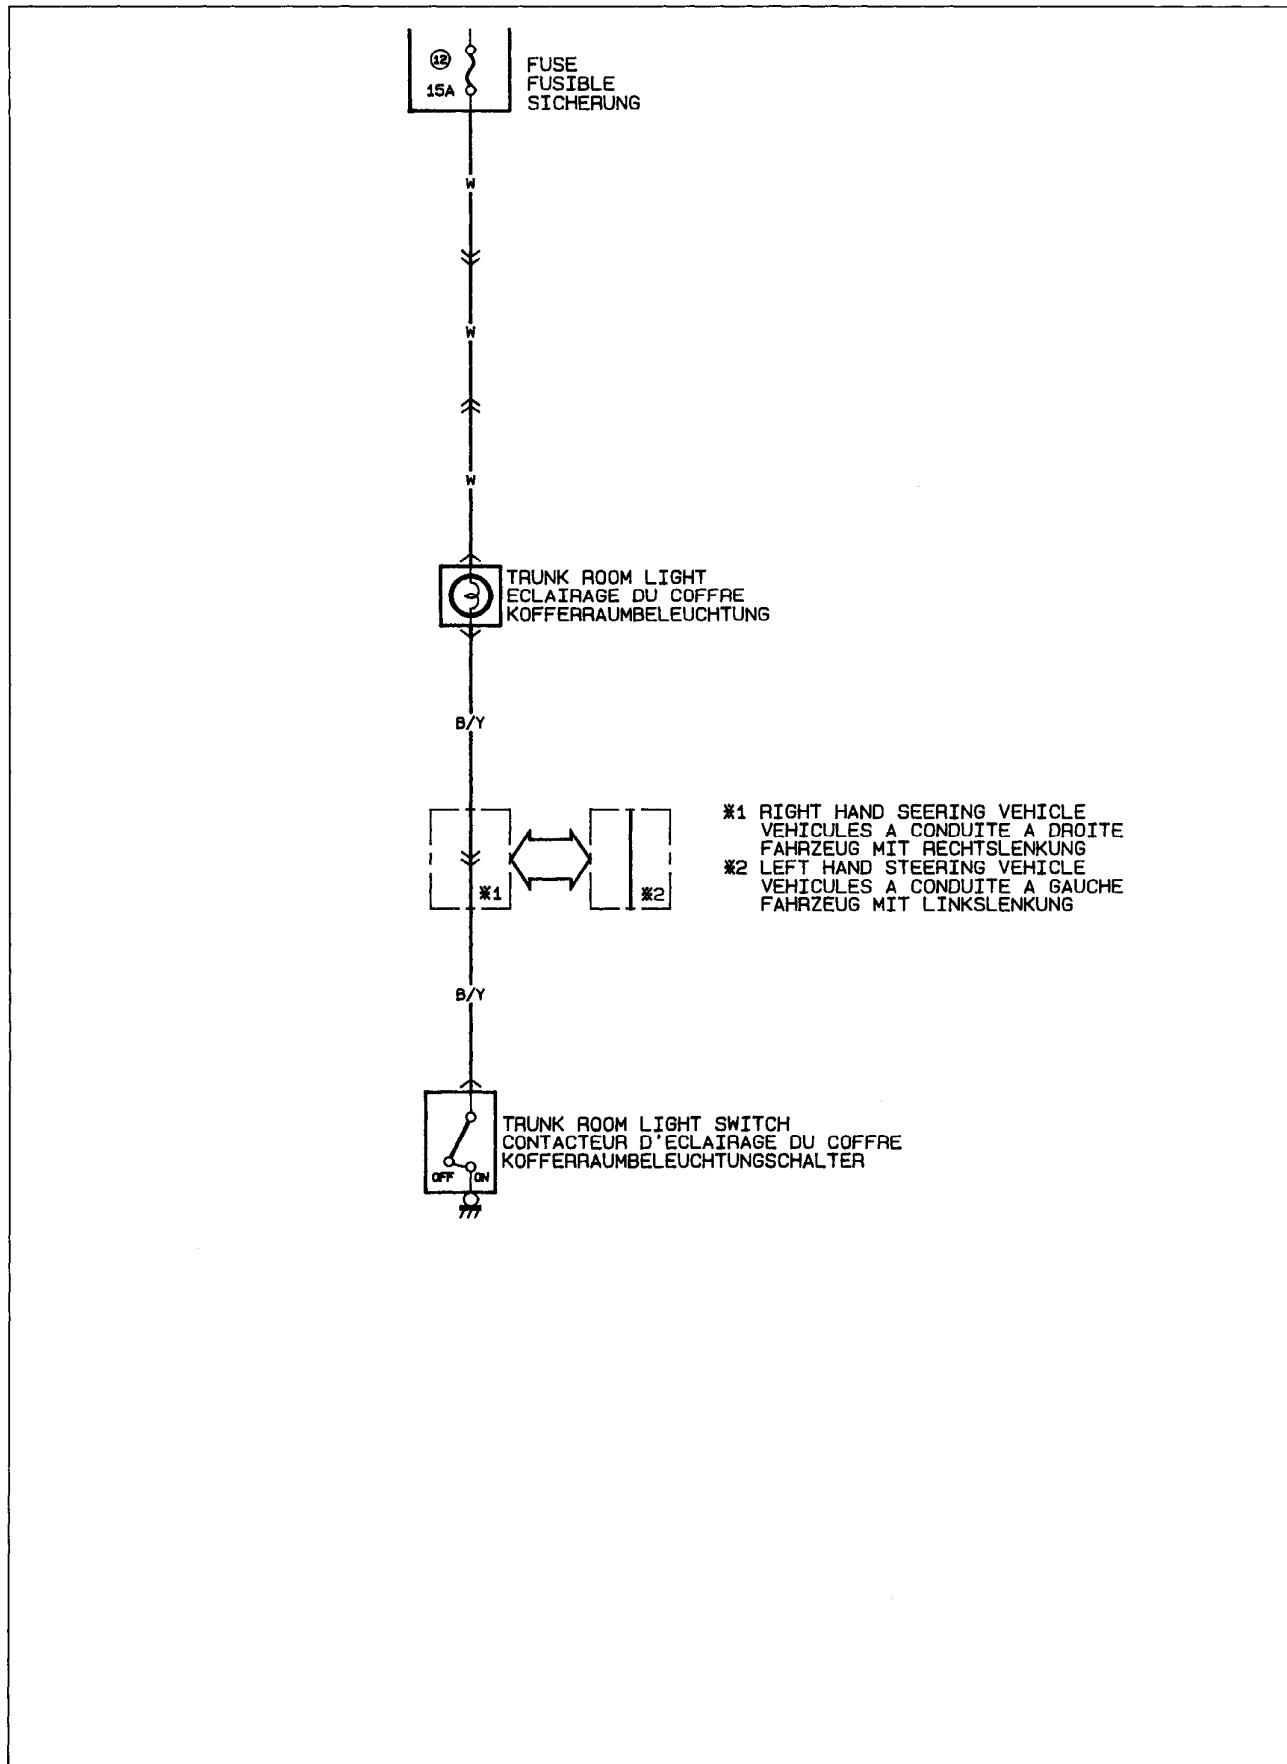 12
15A
FUSE
FUSIBLE
SICHERUNG
W
W
W
TRUNK ROOM LIGHT
ECLAIRAGE DU COFFRE
KOFFERRAUMBELEUCHTUNG
B/Y
※1
※2
※1 RIGHT HAND SEERING VEHICLE
VEHICULES A CONDUITE A DROITE
FAHRZEUG MIT RECHTSLENKUNG
※2 LEFT HAND STEERING VEHICLE
VEHICULES A CONDUITE A GAUCHE
FAHRZEUG MIT LINKSLENKUNG
B/Y
TRUNK ROOM LIGHT SWITCH
CONTACTEUR D'ECLAIRAGE DU COFFRE
KOFFERRAUMBELEUCHTUNGSCHALTER
OFF ON